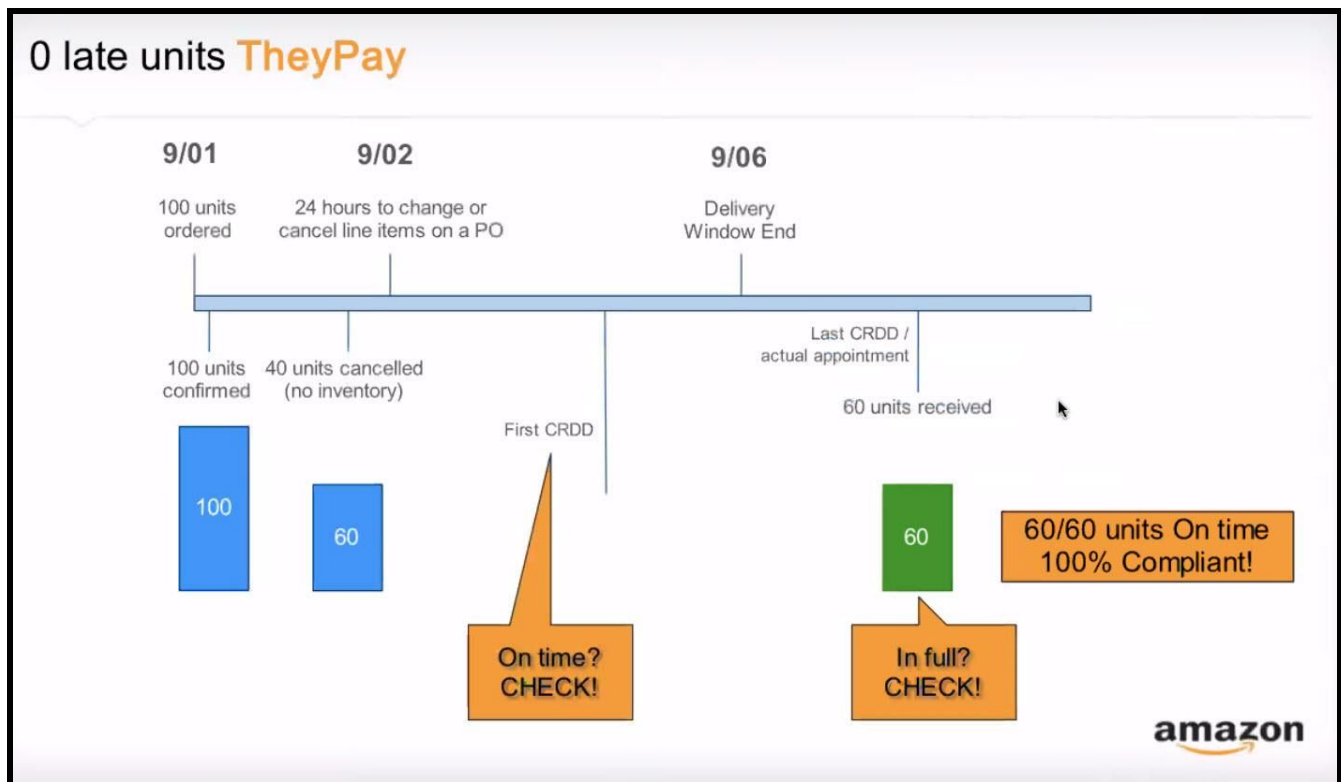 0 late units TheyPay
9/01
9/02
9/06
100 units
ordered
24 hours to change or
cancel line items on a PO
Delivery
Window End
100 units
confirmed
40 units cancelled
(no inventory)
First CRDD
Last CRDD /
actual appointment
60 units received
100
60
60
60/60 units On time
100% Compliant!
On time?
CHECK!
In full?
CHECK!
amazon